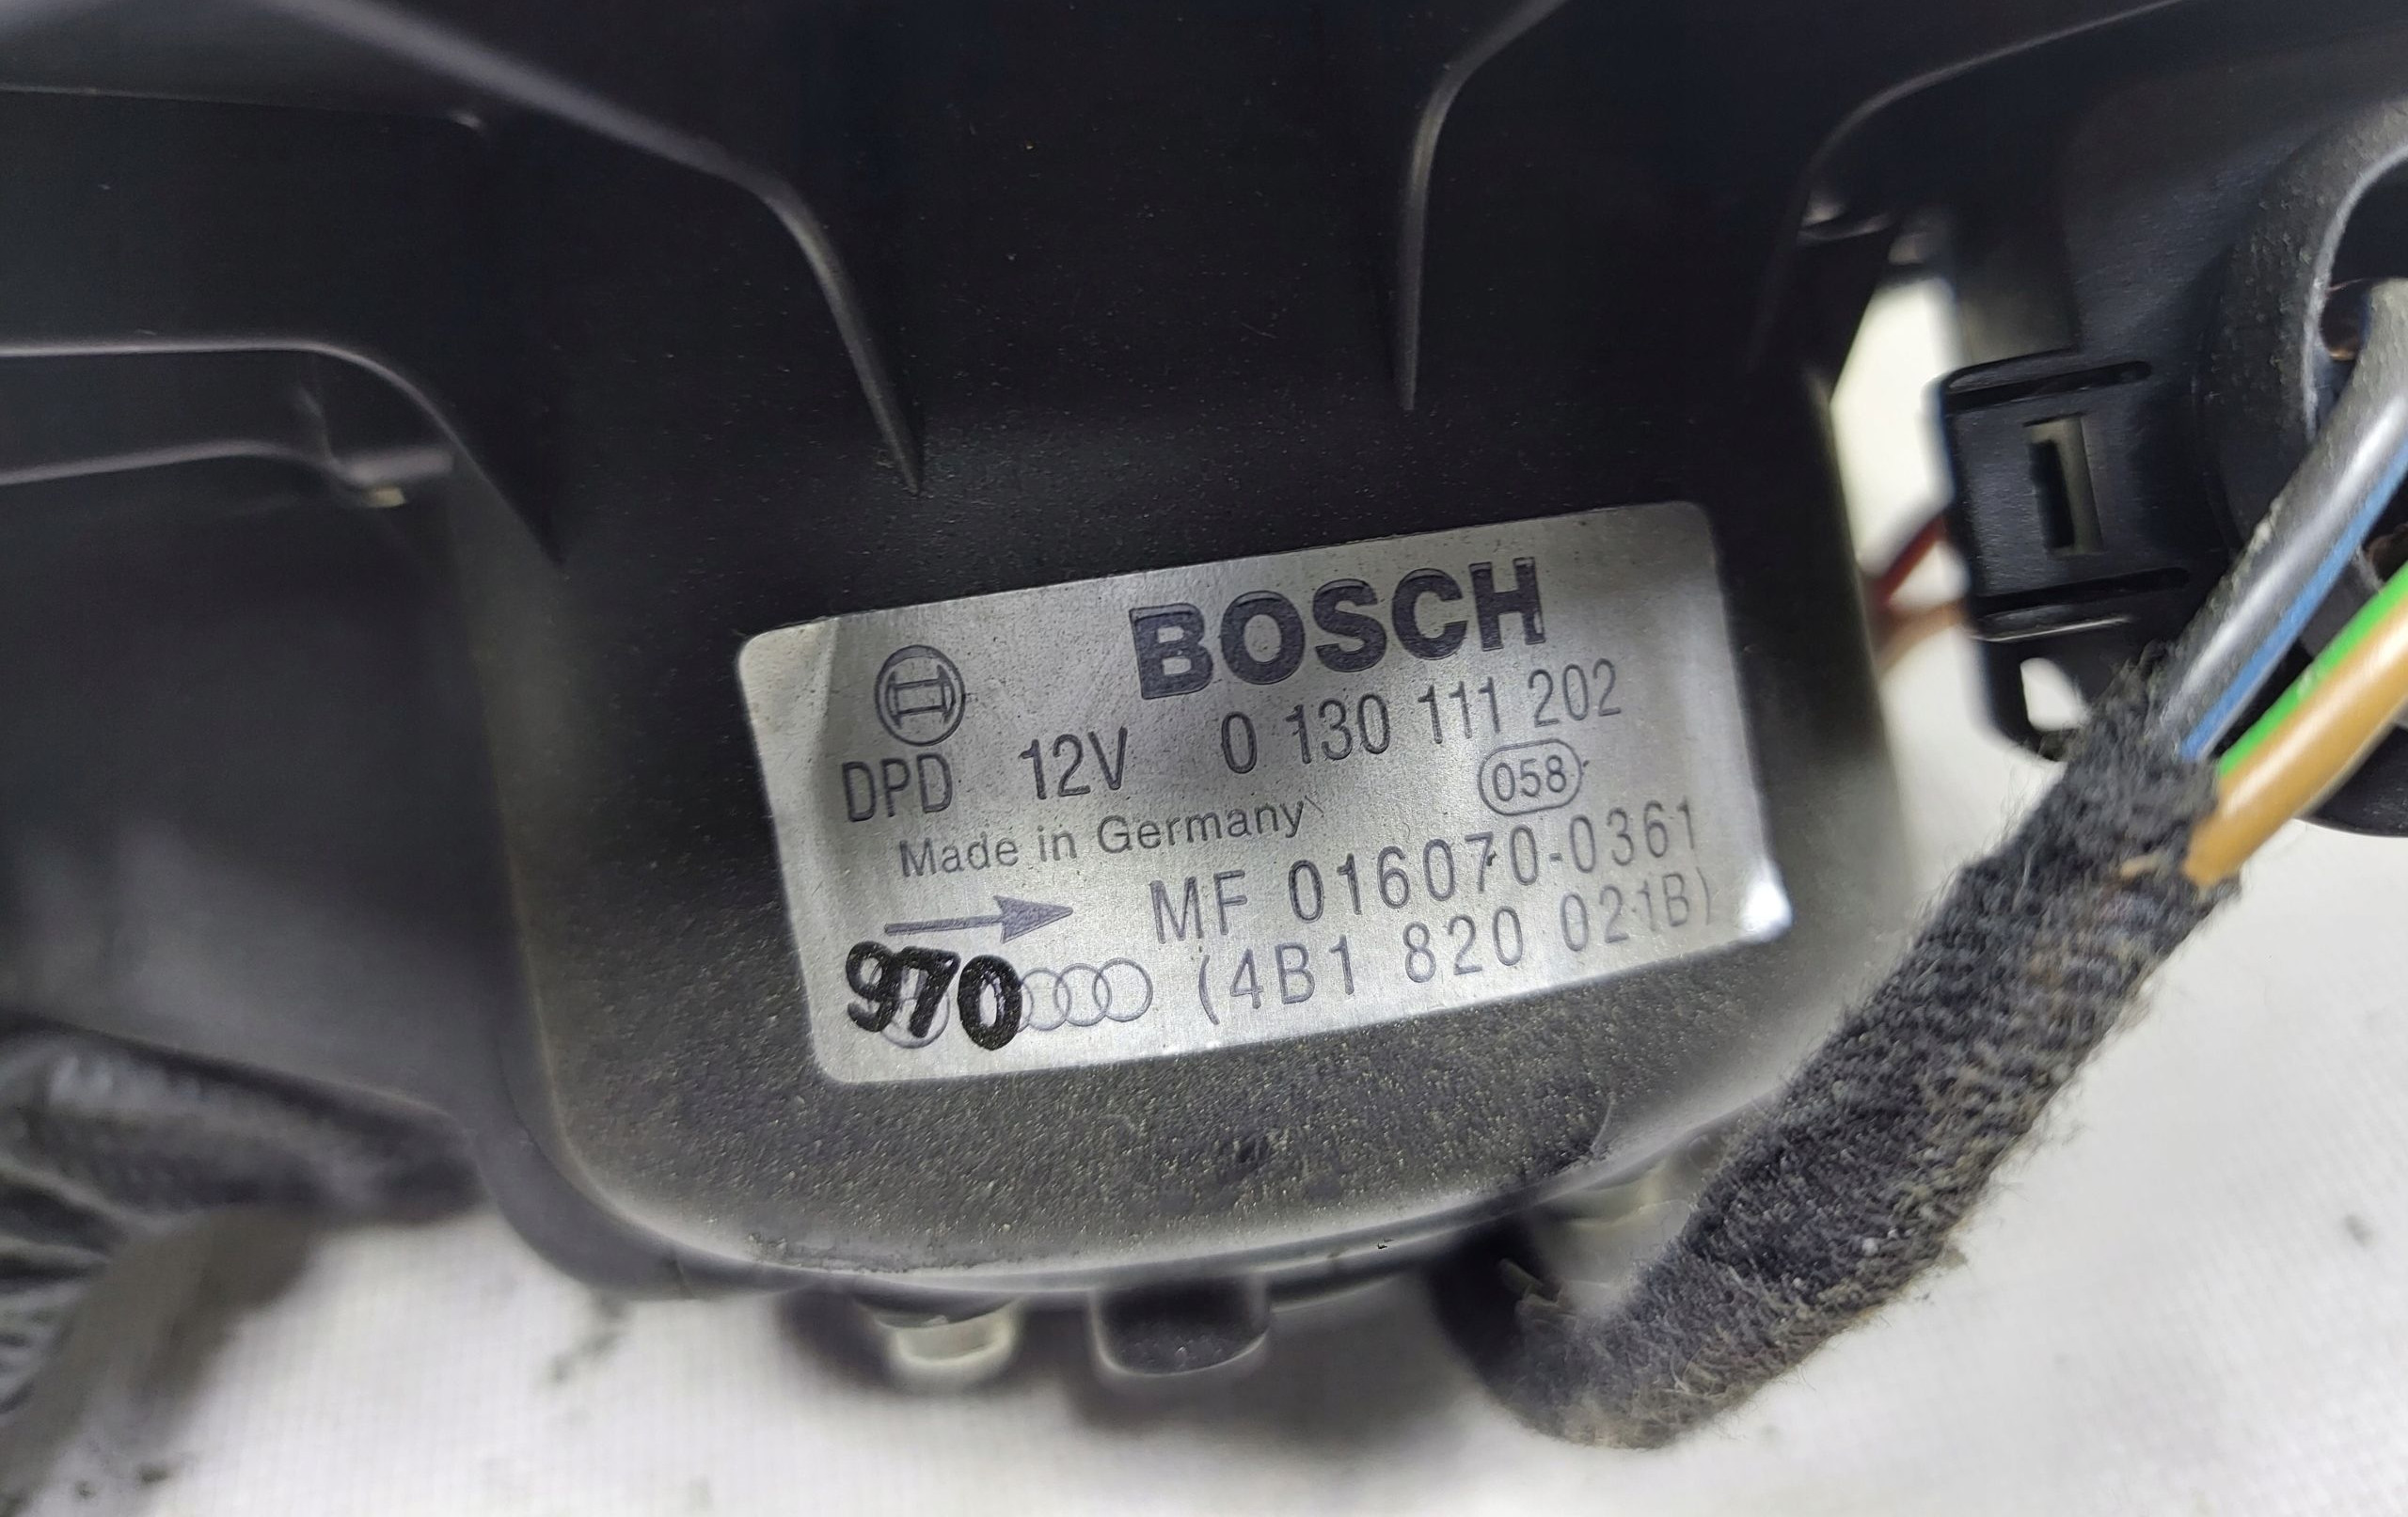 BOSCH
DPD 12V 0 130 111 202
Made in Germany 058
MF 016070-0361
970 (4B1 820 021B)